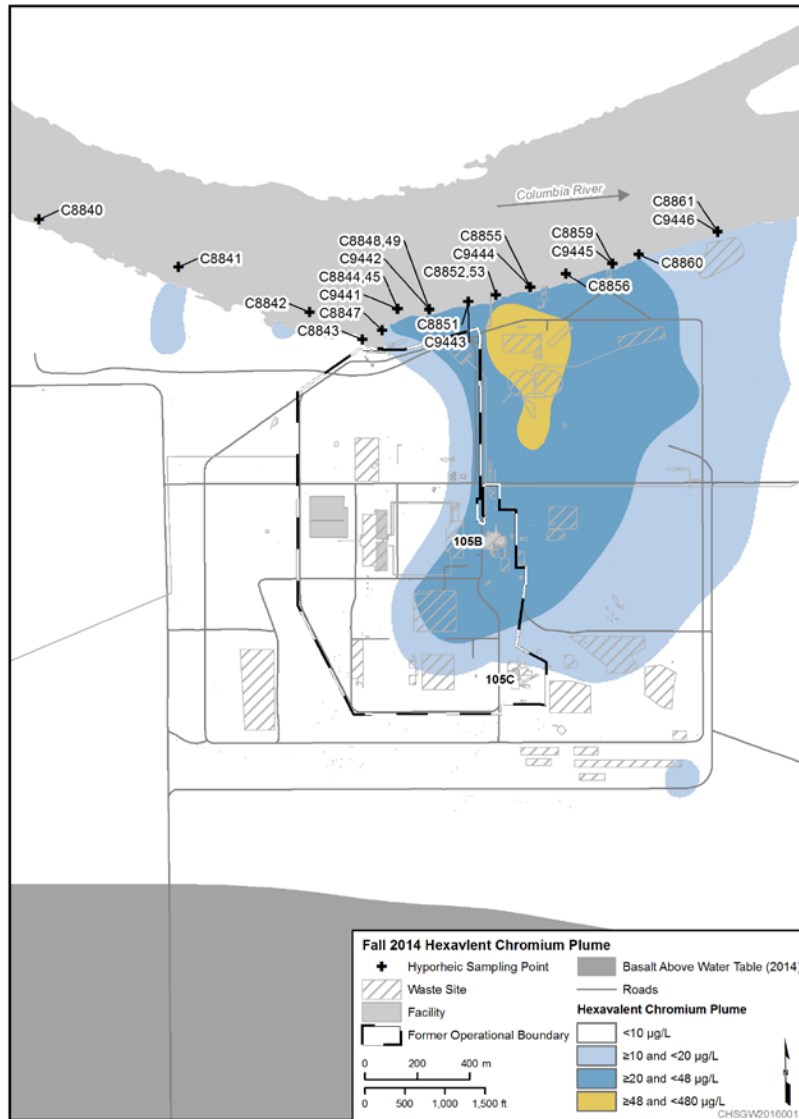 Columbia River
C8840
C8841
C8842
C8843
C8848,49
C9442
C8844,45
C9441
C8847
C8855
C9444
C8852,53
C8851
C9443
C8859
C9445
C8856
C8861
C9446
C8860
105B
105C
Fall 2014 Hexavlent Chromium Plume
Hyporheic Sampling Point
Waste Site
Facility
Former Operational Boundary
0 200 400 m
0 500 1,000 1,500 ft
Basalt Above Water Table (2014)
Roads
Hexavalent Chromium Plume
<10 µg/L
≥10 and <20 µg/L
≥20 and <48 µg/L
≥48 and <480 µg/L
CHSGW2016001